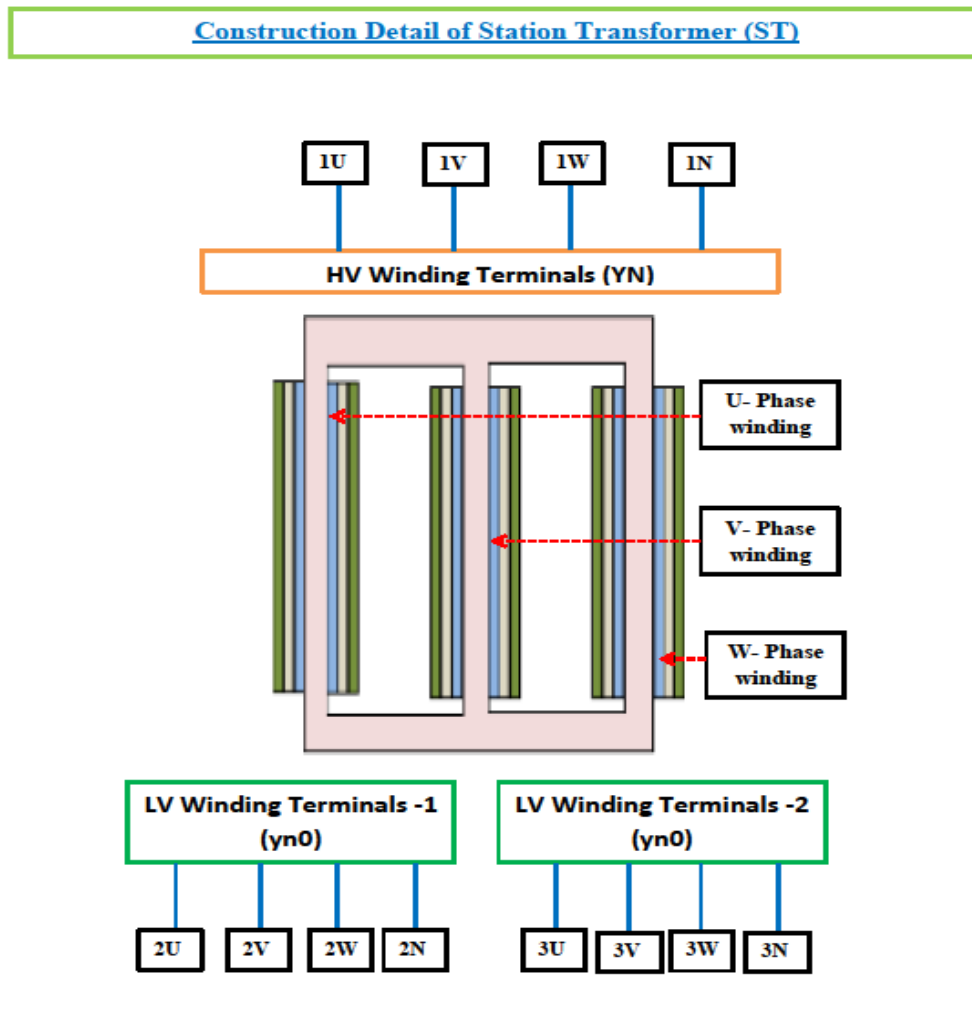 Construction Detail of Station Transformer (ST)
1U
1V
1W
1N
HV Winding Terminals (YN)
U- Phase
winding
V- Phase
winding
W- Phase
winding
LV Winding Terminals -1
(yn0)
LV Winding Terminals -2
(yn0)
2U
2V
2W
2N
3U
3V
3W
3N